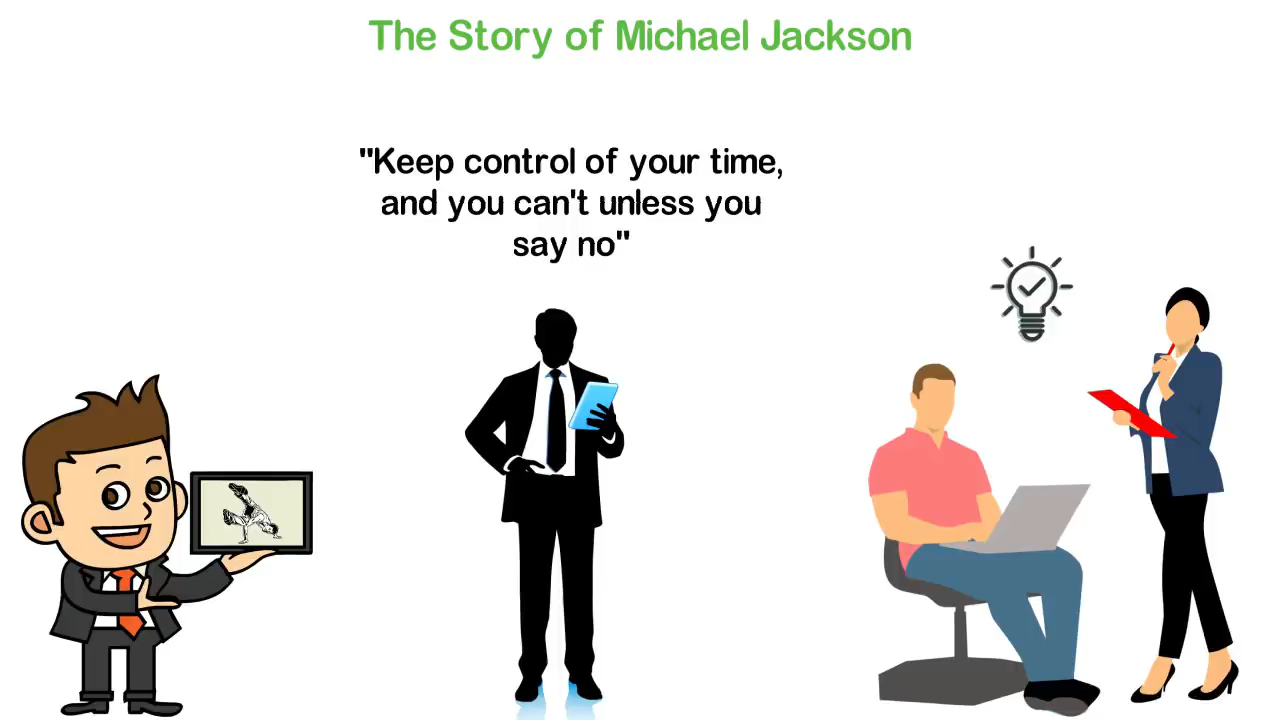 The Story of Michael Jackson
"Keep control of your time,
and you can't unless you
say no"